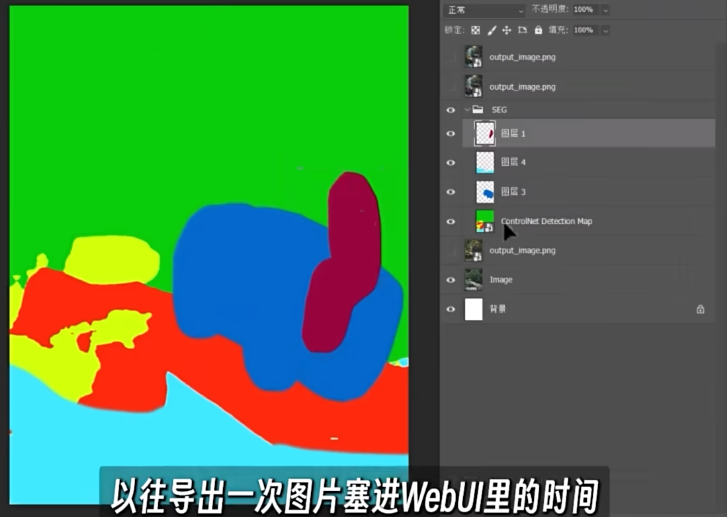 正常
不透明度: 100%
锁定:
填充: 100%
output_image.png
output_image.png
SEG
图层 1
图层 4
图层 3
ControlNet Detection Map
output_image.png
Image
背景
以往导出一次图片塞进WebUI里的时间